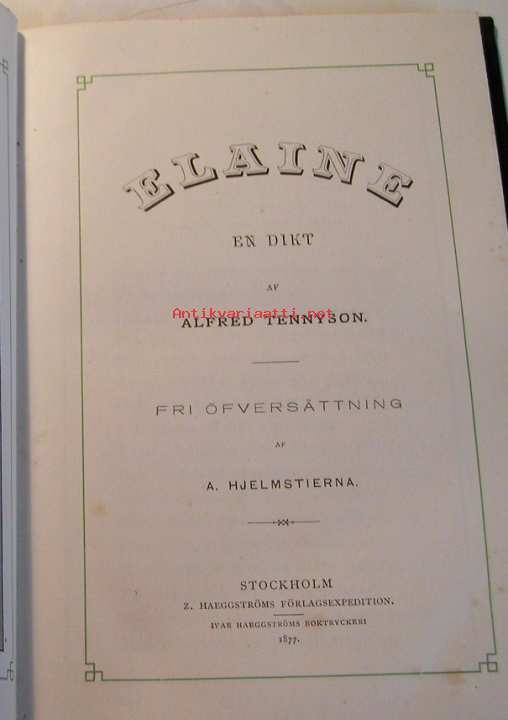 ELAINE
EN DIKT
AF
Antikvariaatti.net
ALFRED TENNYSON.
FRI ÖFVERSÄTTNING
AF
A. HJELMSTIERNA.
STOCKHOLM
Z. HAEGGSTRÖMS FÖRLAGSEXPEDITION.
IVAR HAEGGSTRÖMS BOKTRYCKERI
1877.